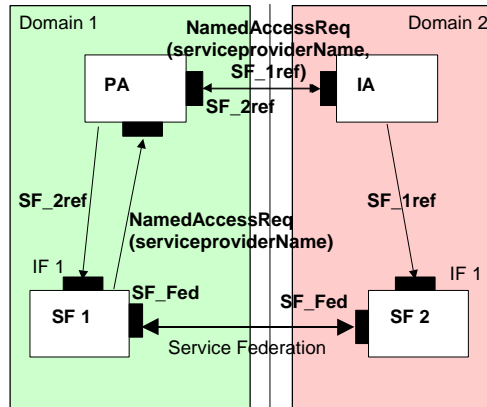 Domain 1
NamedAccessReq
Domain 2
(serviceproviderName,
SF_1ref)
PA
IA
SF_2ref
SF_2ref
SF_1ref
NamedAccessReq
(serviceproviderName)
IF 1
IF 1
SF_Fed
SF_Fed
SF 1
SF 2
Service Federation